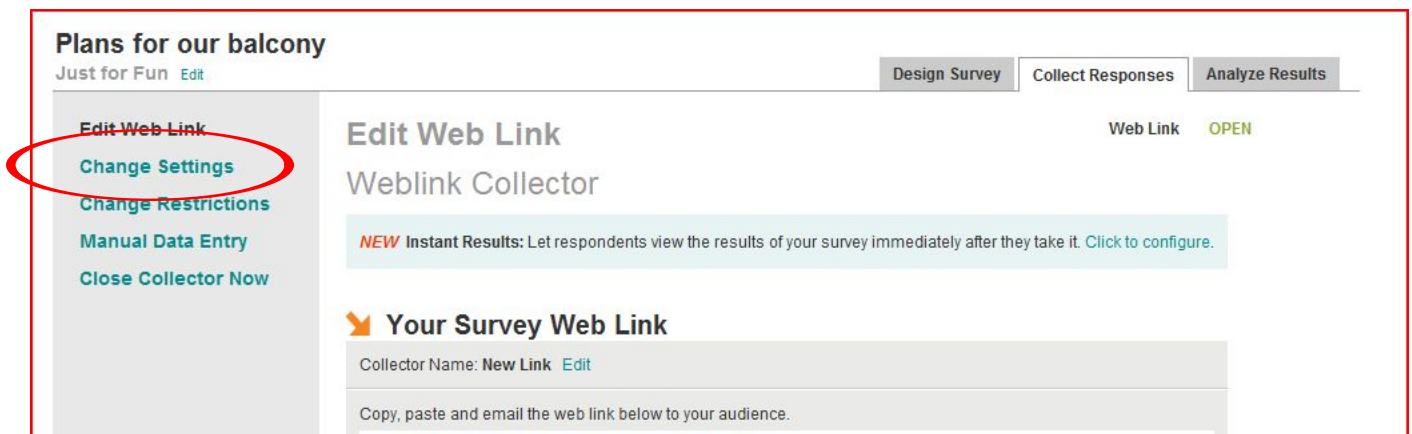 Plans for our balcony
Just for Fun Edit
Design Survey Collect Responses Analyze Results
Edit Web Link
Change Settings
Change Restrictions
Manual Data Entry
Close Collector Now
Edit Web Link
Web Link OPEN
Weblink Collector
NEW Instant Results: Let respondents view the results of your survey immediately after they take it. Click to configure.
Your Survey Web Link
Collector Name: New Link Edit
Copy, paste and email the web link below to your audience.